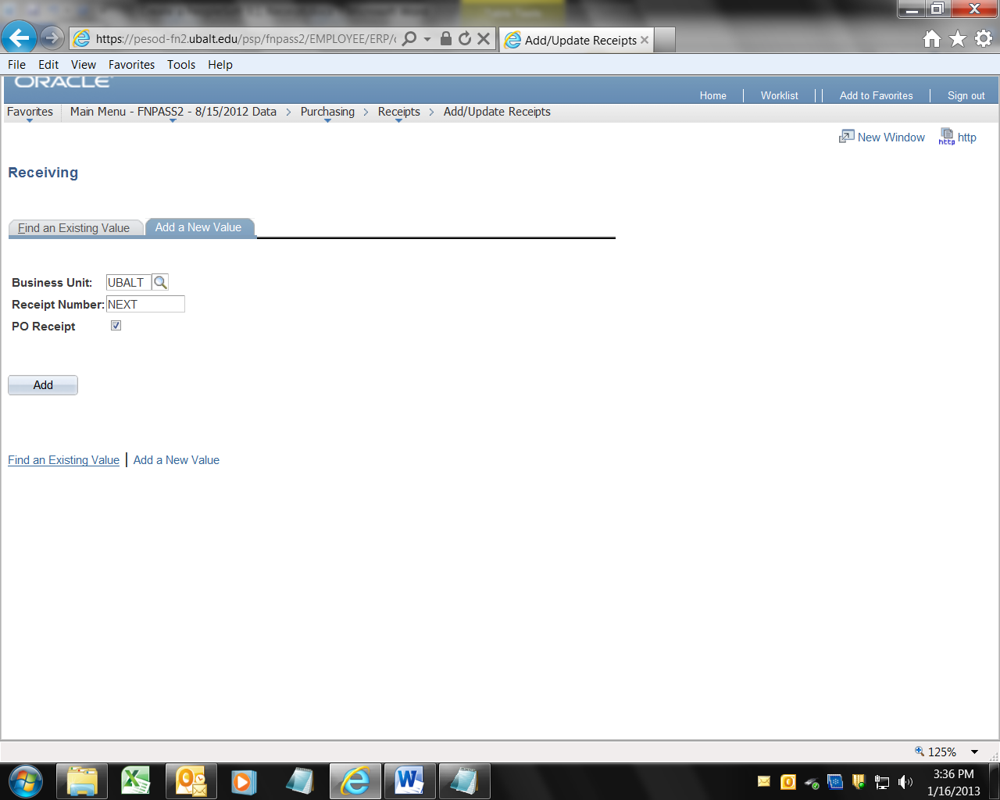 https://pesod-fn2.ubalt.edu/psp/fnpass2/EMPLOYEE/ERP/
Add/Update Receipts
File Edit View Favorites Tools Help
ORACLE
Home Worklist Add to Favorites Sign out
Favorites Main Menu - FNPASS2 - 8/15/2012 Data > Purchasing > Receipts > Add/Update Receipts
New Window http
Receiving
Find an Existing Value Add a New Value
Business Unit: UBALT
Receipt Number: NEXT
PO Receipt
Add
Find an Existing Value | Add a New Value
125%
3:36 PM
1/16/2013